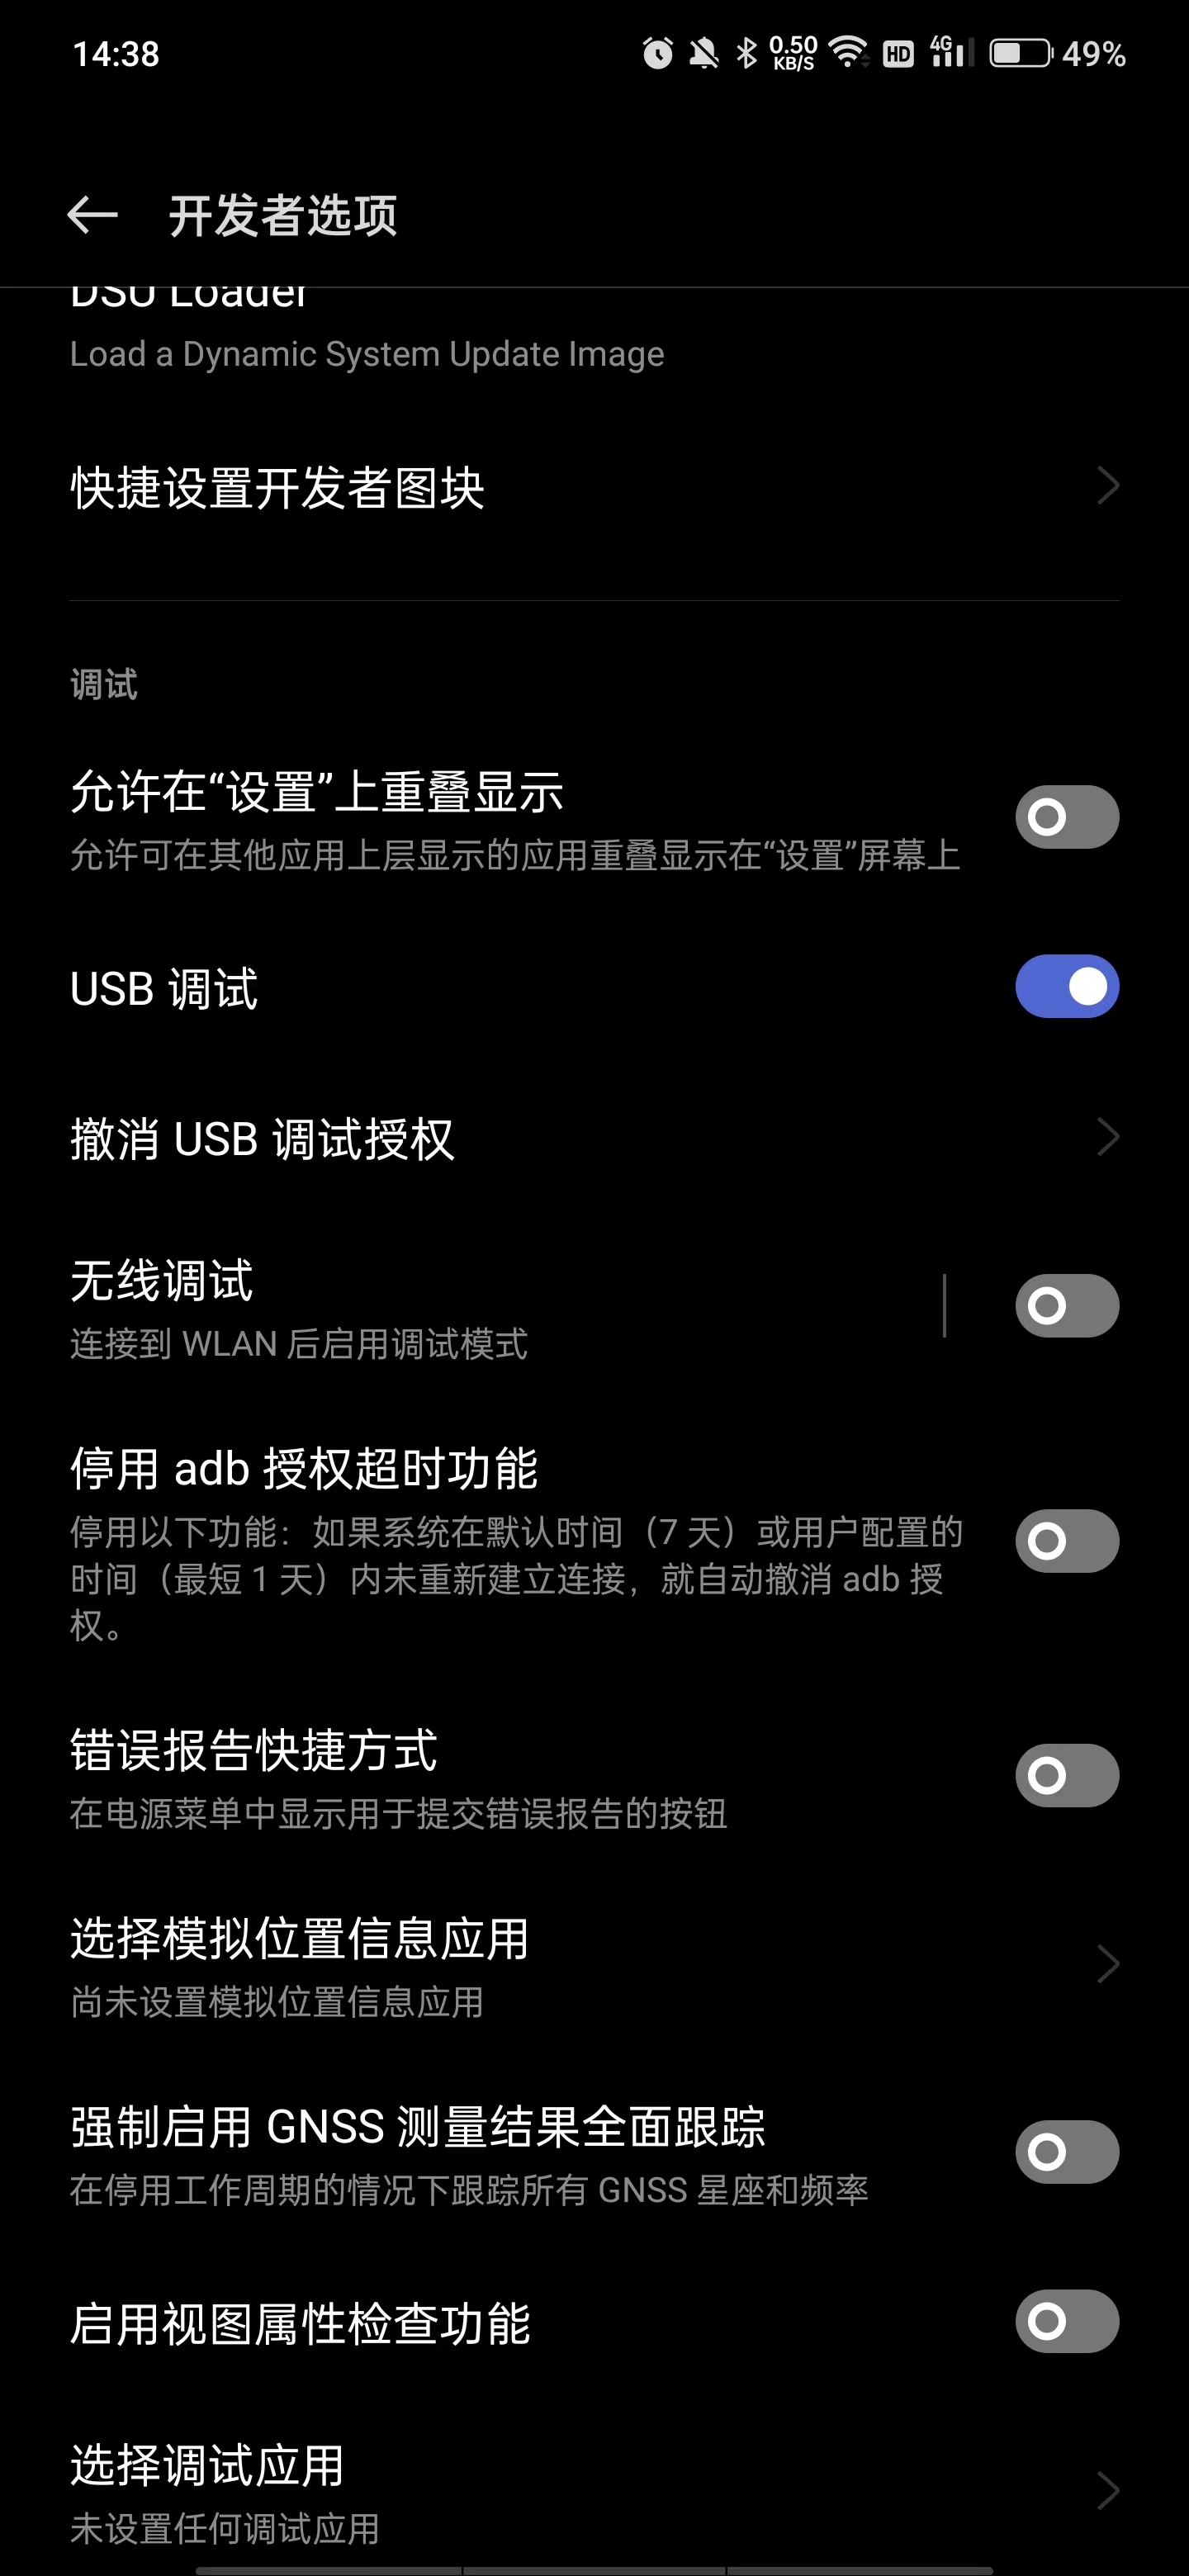 14:38
0.50
KB/S
HD
4G
49%
开发者选项
DSU Loader
Load a Dynamic System Update Image
快捷设置开发者图块
调试
允许在“设置”上重叠显示
允许可在其他应用上层显示的应用重叠显示在“设置”屏幕上
USB 调试
撤消 USB 调试授权
无线调试
连接到 WLAN 后启用调试模式
停用 adb 授权超时功能
停用以下功能：如果系统在默认时间（7 天）或用户配置的
时间（最短 1 天）内未重新建立连接，就自动撤消 adb 授
权。
错误报告快捷方式
在电源菜单中显示用于提交错误报告的按钮
选择模拟位置信息应用
尚未设置模拟位置信息应用
强制启用 GNSS 测量结果全面跟踪
在停用工作周期的情况下跟踪所有 GNSS 星座和频率
启用视图属性检查功能
选择调试应用
未设置任何调试应用